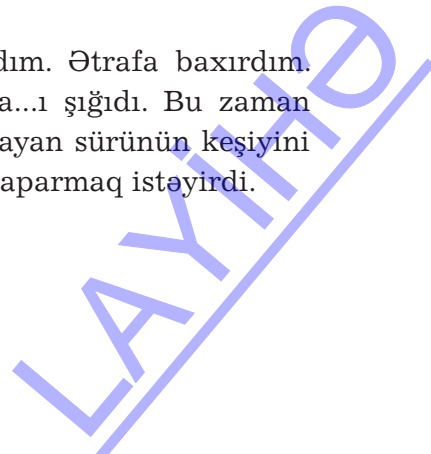 dım. Ətrafa baxırdım.
a...ı şığıdı. Bu zaman
ayan sürünün keşiyini
aparmaq istəyirdi.
LAYİHƏ